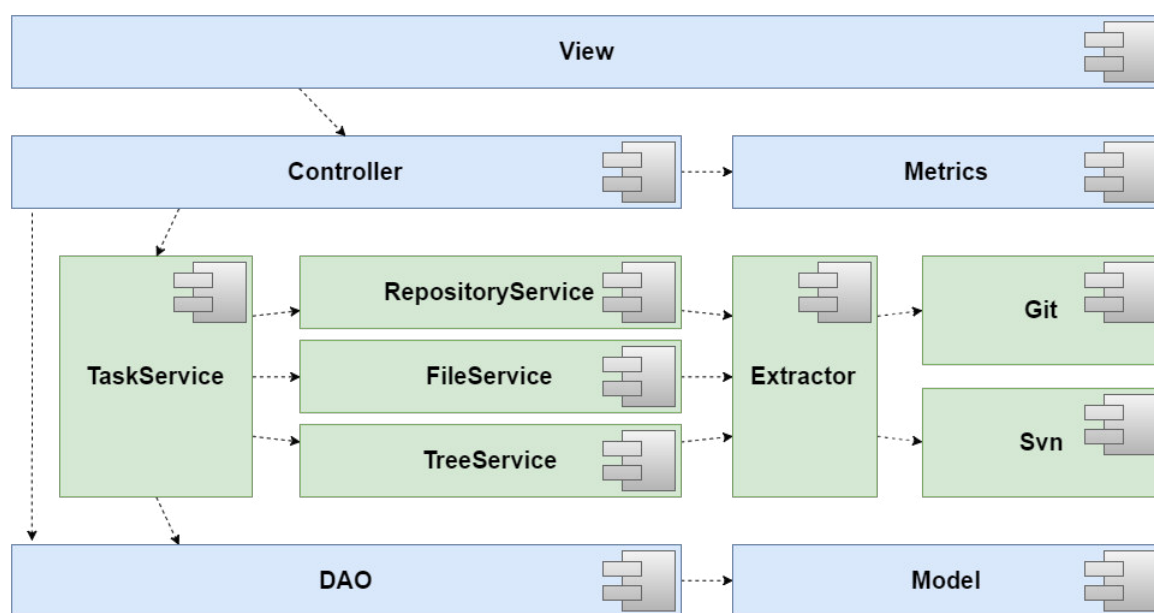 View
Controller
Metrics
RepositoryService
Git
TaskService
FileService
Extractor
TreeService
Svn
DAO
Model